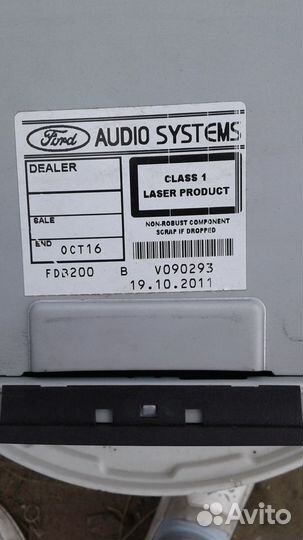 Ford AUDIO SYSTEMS
DEALER
CLASS 1
LASER PRODUCT
SALE
NON-ROBUST COMPONENT
SCRAP IF DROPPED
END OCT16
FD3200 B V090293
19.10.2011
Avito